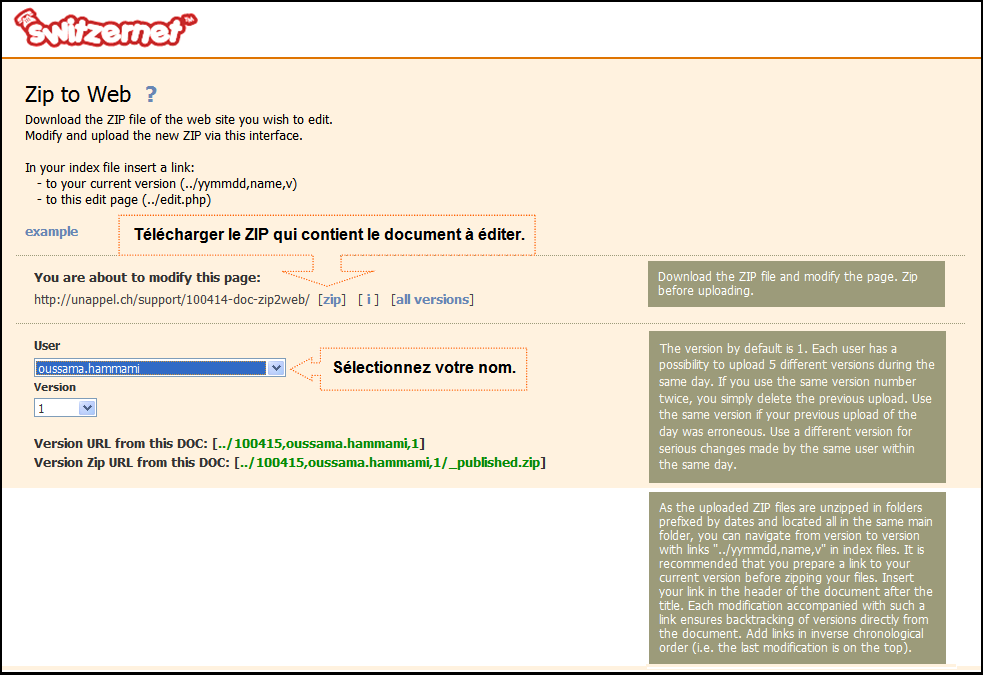 switzernet™
Zip to Web ?
Download the ZIP file of the web site you wish to edit.
Modify and upload the new ZIP via this interface.
In your index file insert a link:
- to your current version (../yymmdd,name,v)
- to this edit page (../edit.php)
example
Télécharger le ZIP qui contient le document à éditer.
You are about to modify this page:
http://unappel.ch/support/100414-doc-zip2web/ [zip] [ i ] [all versions]
Download the ZIP file and modify the page. Zip
before uploading.
User
oussama.hammami
Sélectionnez votre nom.
Version
1
Version URL from this DOC: [../100415,oussama.hammami,1]
Version Zip URL from this DOC: [../100415,oussama.hammami,1/_published.zip]
The version by default is 1. Each user has a
possibility to upload 5 different versions during the
same day. If you use the same version number
twice, you simply delete the previous upload. Use
the same version if your previous upload of the
day was erroneous. Use a different version for
serious changes made by the same user within
the same day.
As the uploaded ZIP files are unzipped in folders
prefixed by dates and located all in the same main
folder, you can navigate from version to version
with links "../yymmdd,name,v" in index files. It is
recommended that you prepare a link to your
current version before zipping your files. Insert
your link in the header of the document after the
title. Each modification accompanied with such a
link ensures backtracking of versions directly from
the document. Add links in inverse chronological
order (i.e. the last modification is on the top).